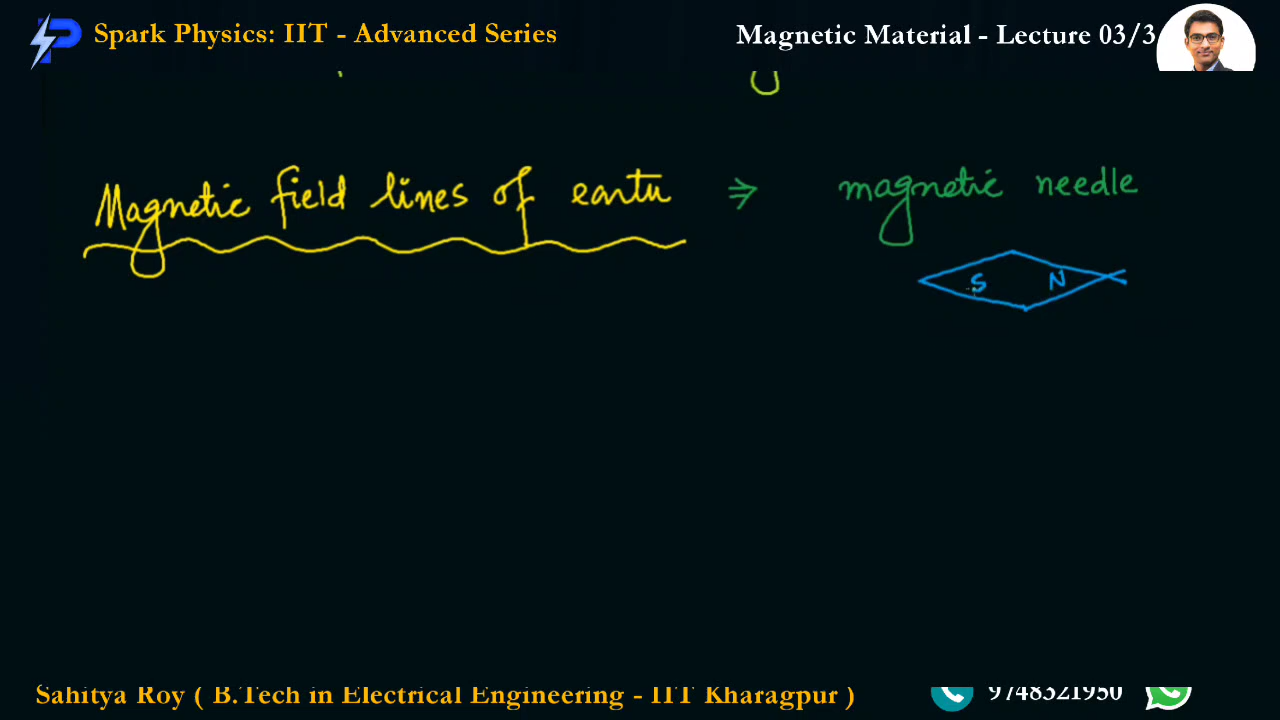 Spark Physics: IIT - Advanced Series
Magnetic Material - Lecture 03/3
Magnetic field lines of earth ⇒ magnetic needle
S N
Sahitya Roy ( B.Tech in Electrical Engineering - IIT Kharagpur )
9748321950